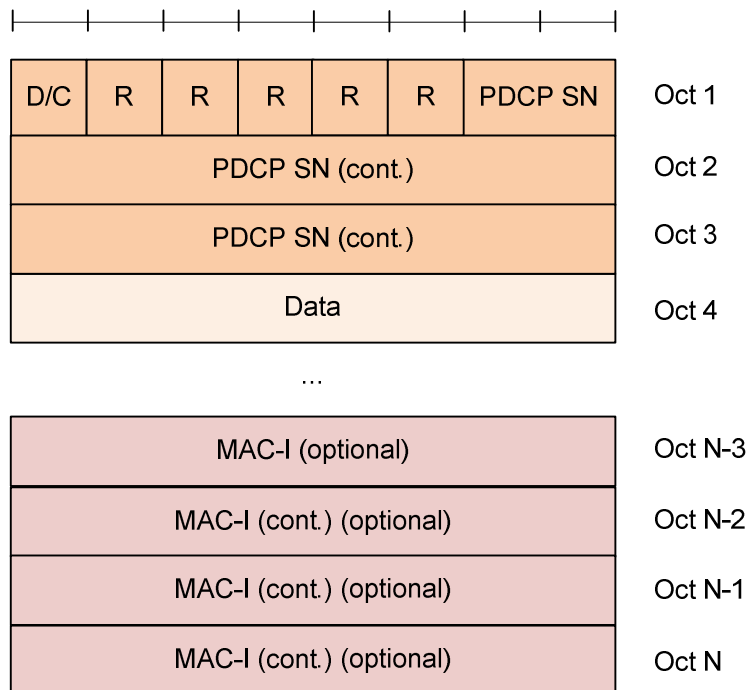 D/C R R R R R PDCP SN Oct 1
PDCP SN (cont.) Oct 2
PDCP SN (cont.) Oct 3
Data Oct 4
...
MAC-I (optional) Oct N-3
MAC-I (cont.) (optional) Oct N-2
MAC-I (cont.) (optional) Oct N-1
MAC-I (cont.) (optional) Oct N